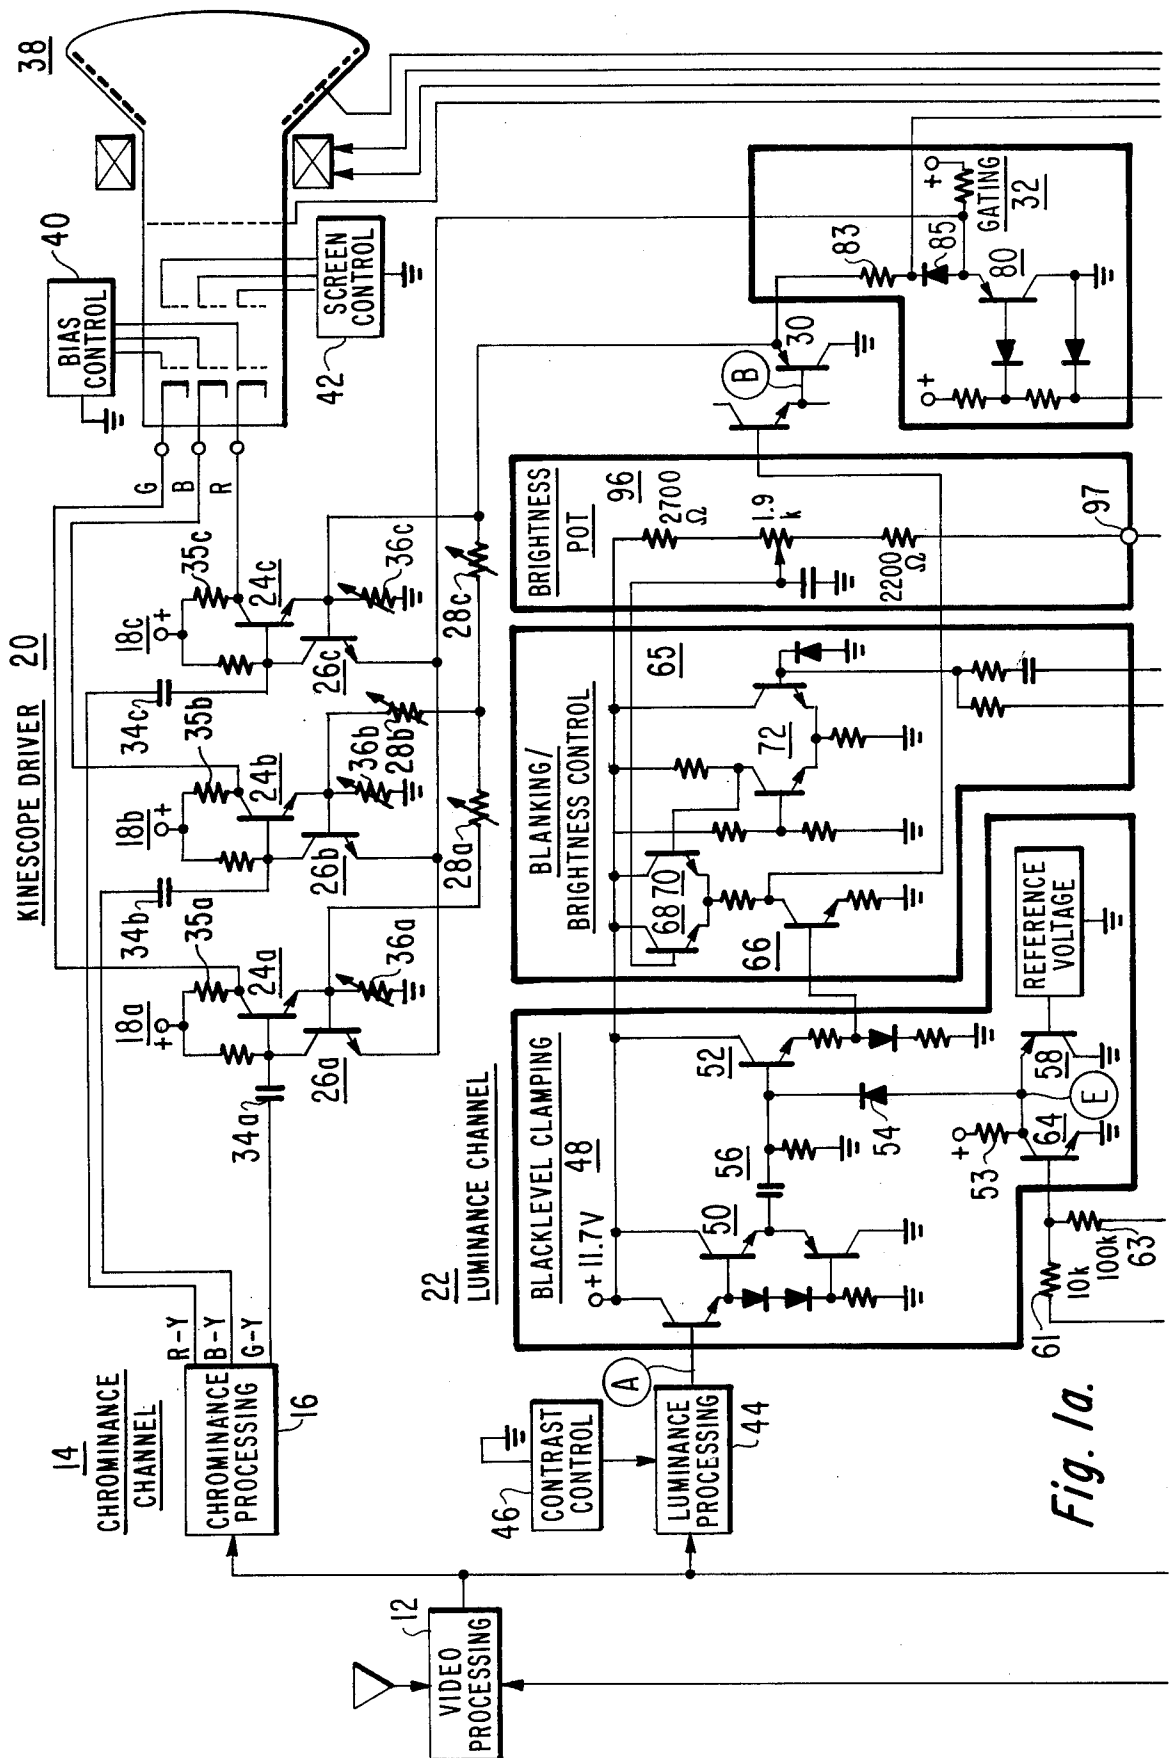 14
CHROMINANCE
CHANNEL
CHROMINANCE
PROCESSING
16
R-Y
B-Y
G-Y
KINESCOPE DRIVER 20
18a
+
35a
24a
34a
26a
36a
28a
34b
18b
+
35b
24b
26b
36b
28b
34c
18c
+
35c
24c
26c
36c
28c
G
B
R
BIAS
CONTROL
40
38
SCREEN
CONTROL
42
12
VIDEO
PROCESSING
46
CONTRAST
CONTROL
LUMINANCE
PROCESSING
44
A
22
LUMINANCE CHANNEL
BLACKLEVEL CLAMPING
48
+ 11.7V
50
56
52
54
53
+
64
58
E
REFERENCE
VOLTAGE
61
10k
100k
63
BLANKING/
BRIGHTNESS CONTROL
65
68
70
66
72
BRIGHTNESS
POT
96
2700
Ω
1.9
k
2200
Ω
97
B
30
83
85
+
GATING
32
80
+
Fig. 1a.